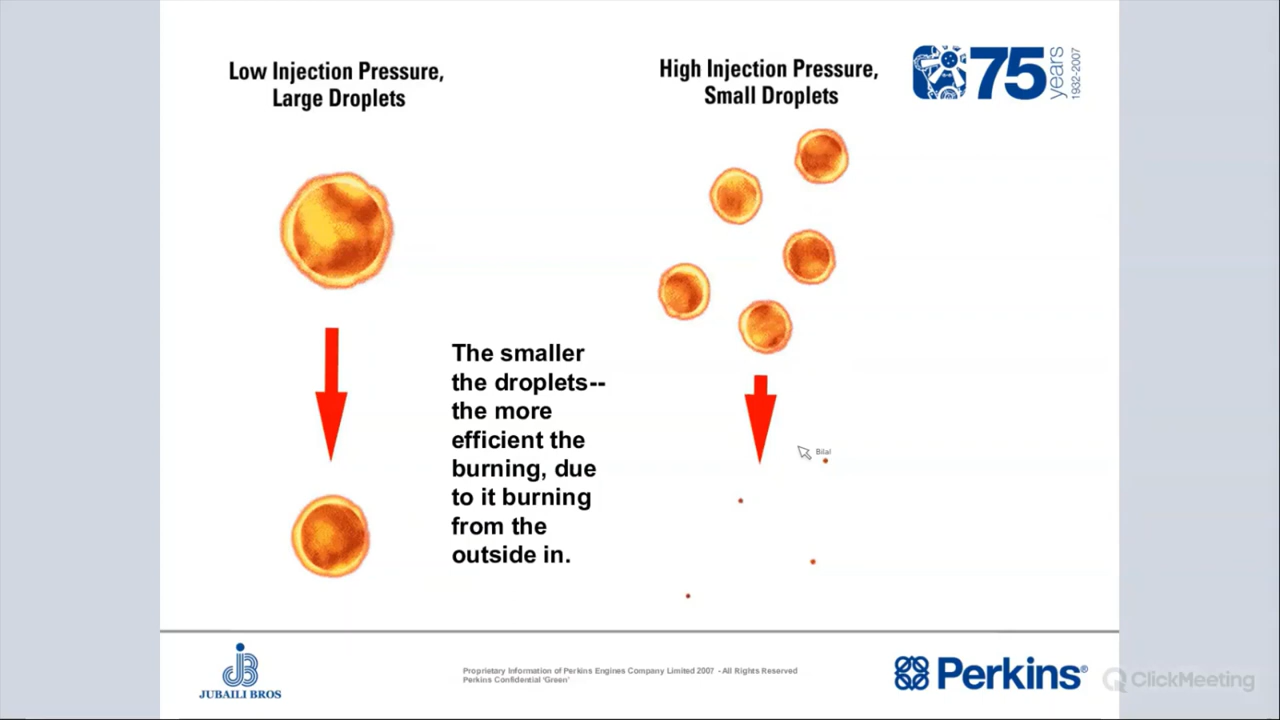 Low Injection Pressure,
Large Droplets
High Injection Pressure,
Small Droplets
75
years
1932-2007
The smaller
the droplets--
the more
efficient the
burning, due
to it burning
from the
outside in.
Bilal
JUBAILI BROS
Proprietary Information of Perkins Engines Company Limited 2007 - All Rights Reserved
Perkins Confidential 'Green'
Perkins®
ClickMeeting